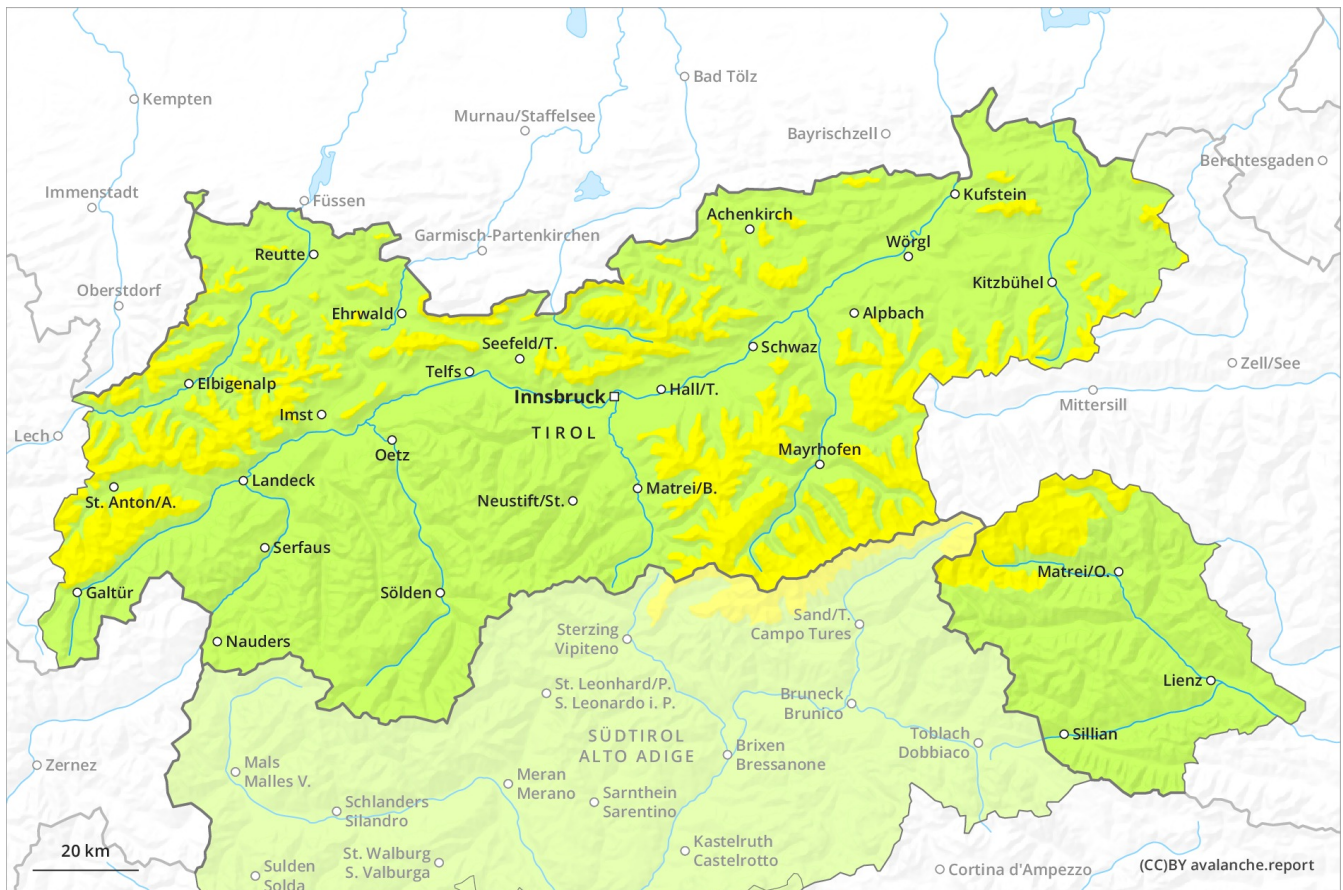 Bad Tölz
Kempten
Murnau/Staffelsee
Bayrischzell
Berchtesgaden
Immenstadt
Füssen
Kufstein
Achenkirch
Garmisch-Partenkirchen
Reutte
Wörgl
Oberstdorf
Kitzbühel
Ehrwald
Alpbach
Seefeld/T.
Schwaz
Zell/See
Telfs
Elbigenalp
Hall/T.
Innsbruck
Mittersill
Imst
TIROL
Lech
Oetz
Mayrhofen
Landeck
Matrei/B.
St. Anton/A.
Neustift/St.
Serfaus
Matrei/O.
Galtür
Sölden
Sand/T.
Campo Tures
Sterzing
Vipiteno
Nauders
Lienz
St. Leonhard/P.
S. Leonardo i. P.
Bruneck
Brunico
SÜDTIROL
ALTO ADIGE
Toblach
Dobbiaco
Sillian
Brixen
Bressanone
Zernez
Mals
Malles V.
Meran
Merano
Sarnthein
Sarentino
Schlanders
Silandro
20 km
Kastelruth
Castelrotto
St. Walburg
S. Valburga
Sulden
Solda
Cortina d'Ampezzo
(CC)BY avalanche.report